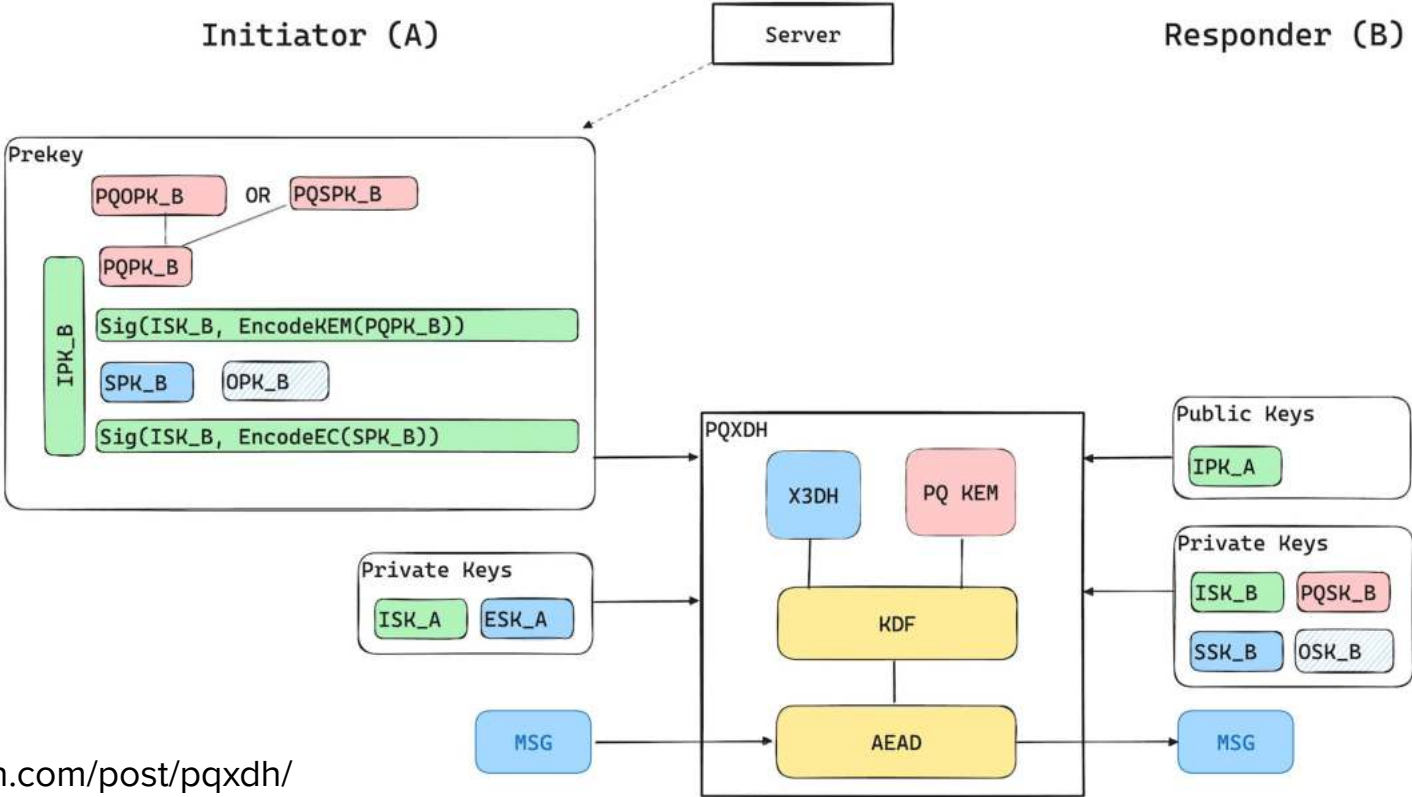 Initiator (A)
Server
Responder (B)
Prekey
PQOPK_B OR PQSPK_B
PQPK_B
IPK_B
Sig(ISK_B, EncodeKEM(PQPK_B))
SPK_B OPK_B
Sig(ISK_B, EncodeEC(SPK_B))
Private Keys
ISK_A ESK_A
MSG
PQXDH
X3DH PQ KEM
KDF
AEAD
Public Keys
IPK_A
Private Keys
ISK_B PQSK_B
SSK_B OSK_B
MSG
n.com/post/pqxdh/